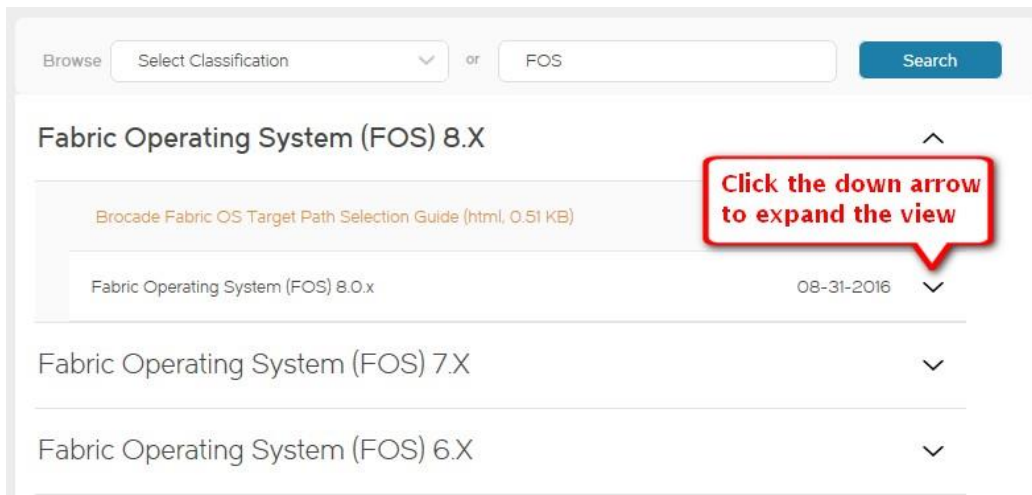 Browse Select Classification or FOS Search
Fabric Operating System (FOS) 8.X
Click the down arrow
to expand the view
Brocade Fabric OS Target Path Selection Guide (html, 0.51 KB)
Fabric Operating System (FOS) 8.0.x 08-31-2016
Fabric Operating System (FOS) 7.X
Fabric Operating System (FOS) 6.X